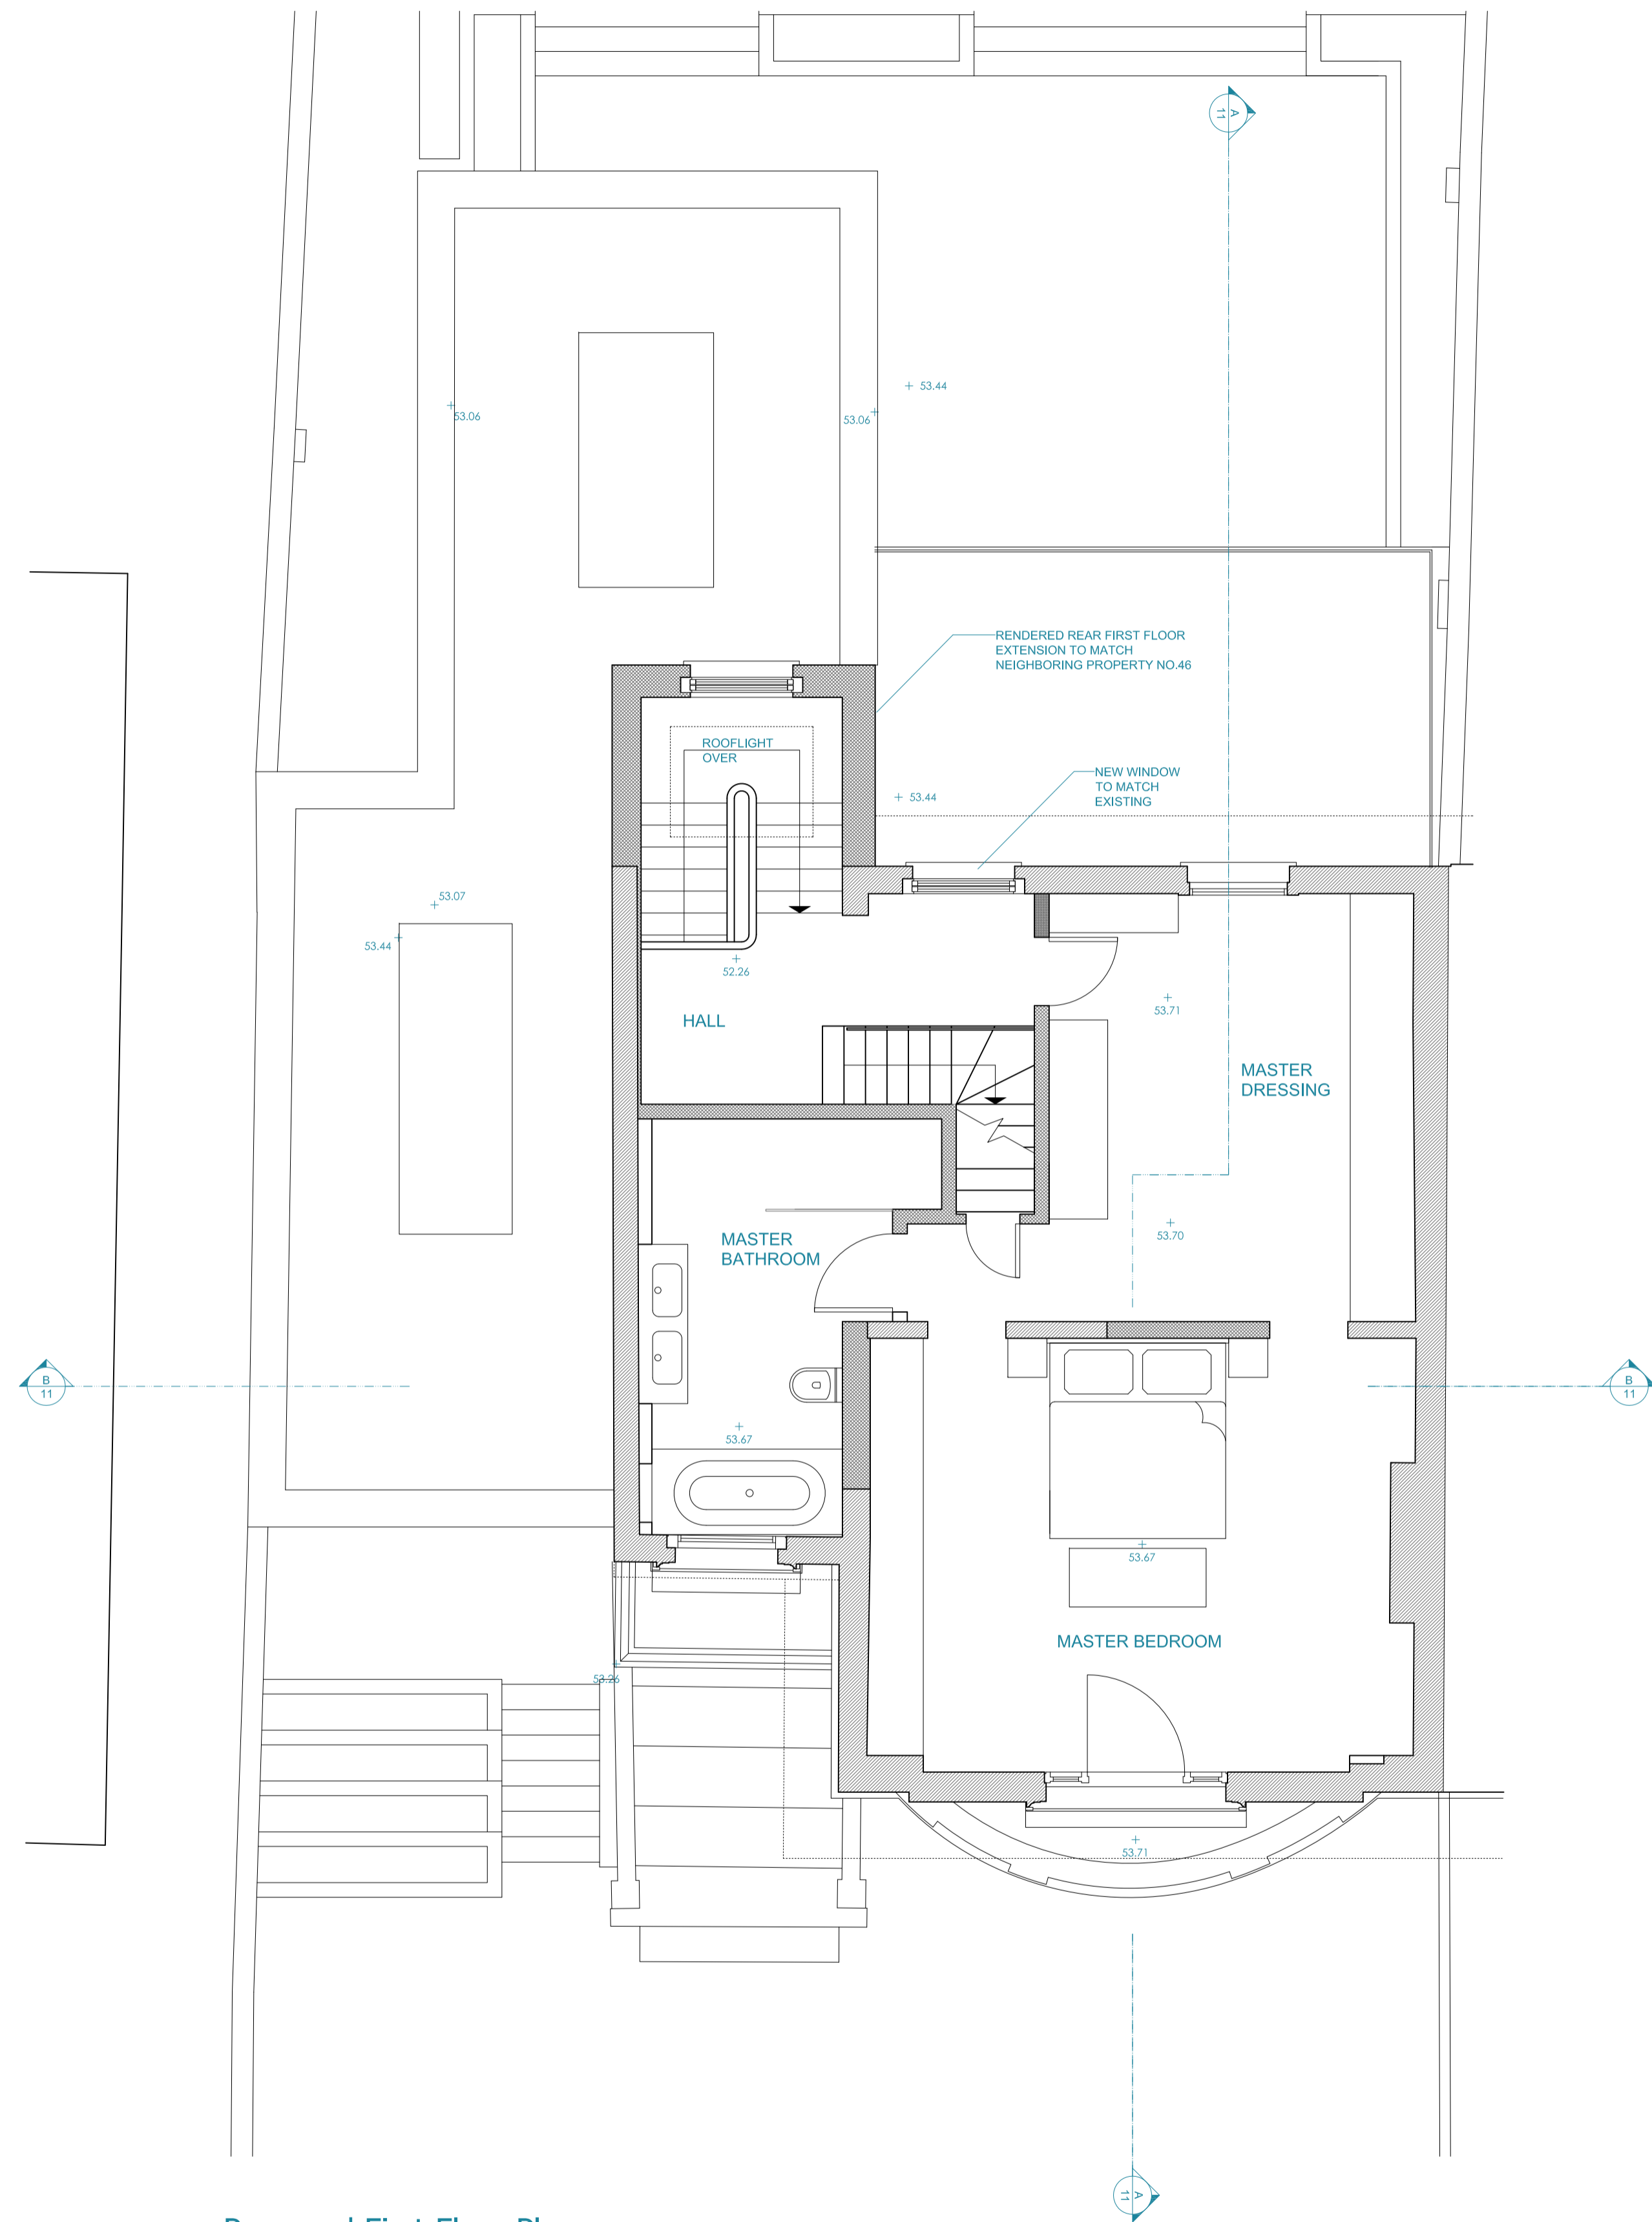 A
11
53.44
53.06
53.06
RENDERED REAR FIRST FLOOR
EXTENSION TO MATCH
NEIGHBORING PROPERTY NO.46
ROOFLIGHT
OVER
NEW WINDOW
TO MATCH
EXISTING
53.44
53.07
53.44
52.26
HALL
53.71
MASTER
DRESSING
MASTER
BATHROOM
53.70
B
11
B
11
53.67
53.67
MASTER BEDROOM
53.26
53.71
A
11